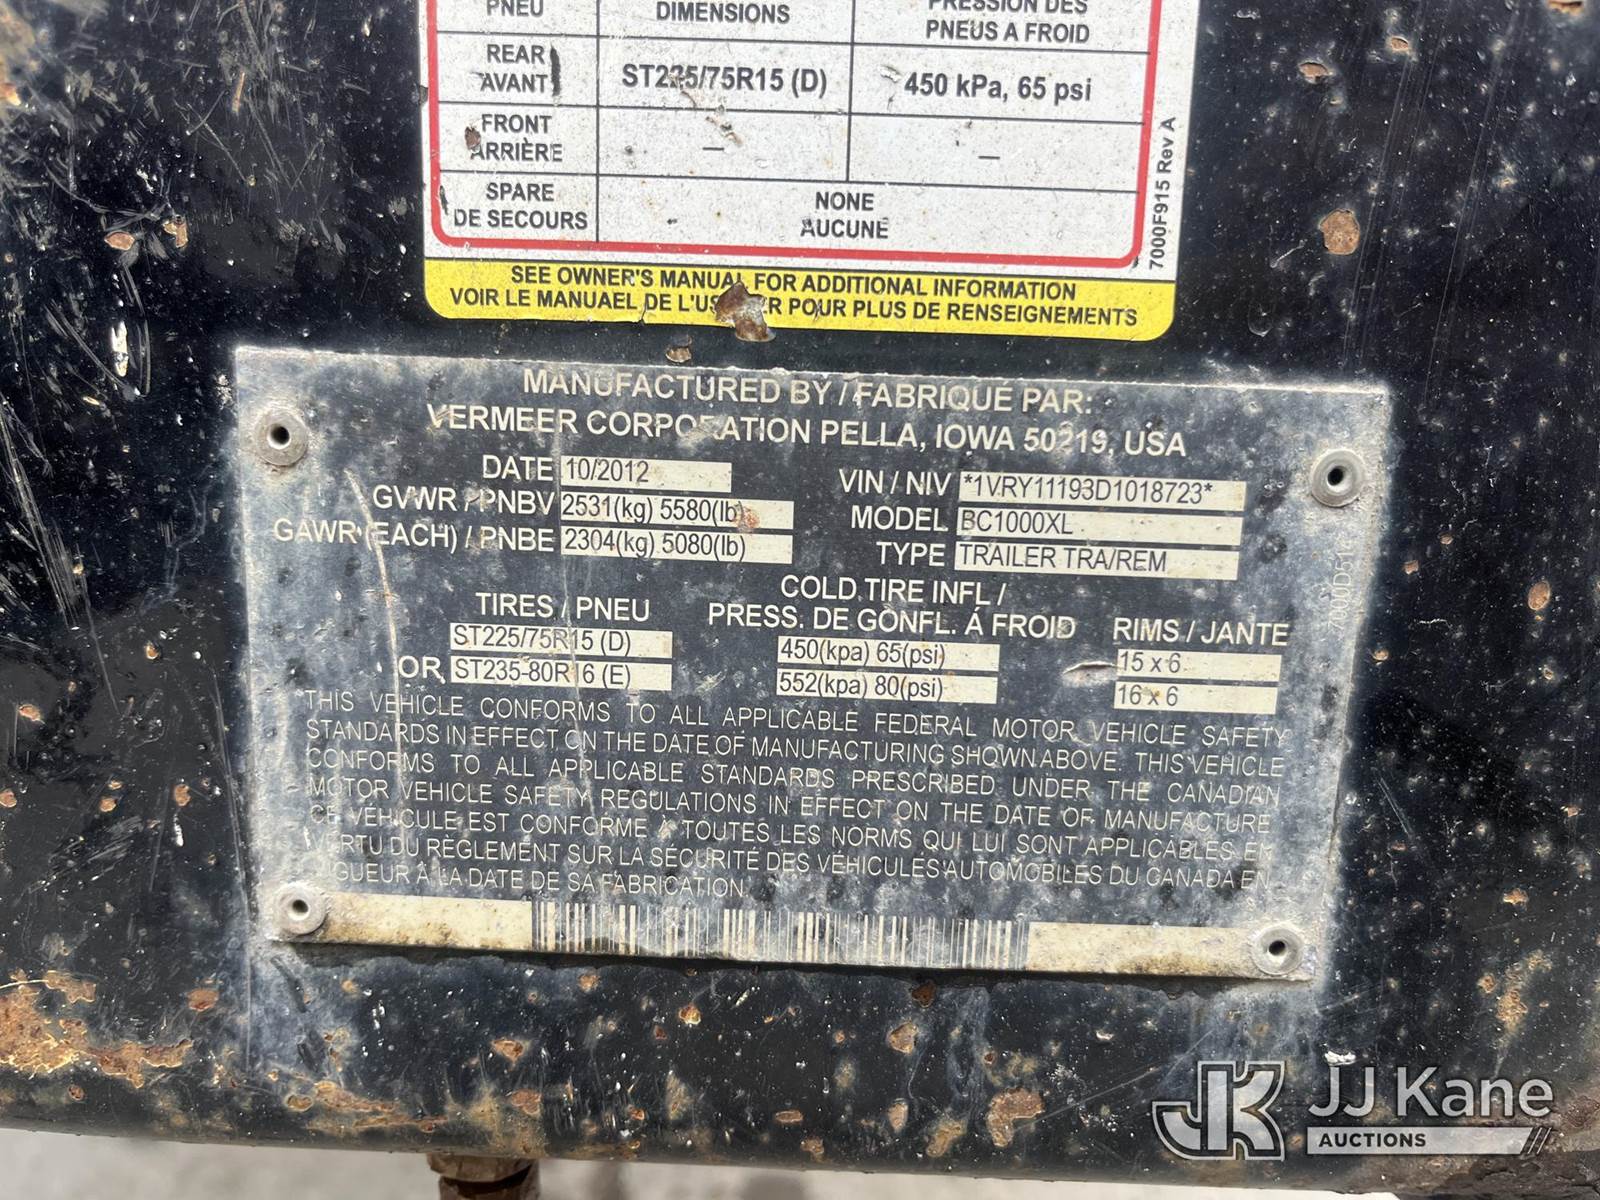 PNEU DIMENSIONS PRESSION DES
PNEUS A FROID
REAR
AVANT ST225/75R15 (D) 450 kPa, 65 psi
FRONT
ARRIÈRE – –
SPARE
DE SECOURS
NONE
AUCUNE
7000F915 Rev A
SEE OWNER'S MANUAL FOR ADDITIONAL INFORMATION
VOIR LE MANUAEL DE L'USAGER POUR PLUS DE RENSEIGNEMENTS
MANUFACTURED BY / FABRIQUÉ PAR:
VERMEER CORPORATION PELLA, IOWA 50219, USA
DATE 10/2012 VIN / NIV *1VRY11193D1018723*
GVWR / PNBV 2531(kg) 5580(lb) MODEL BC1000XL
GAWR (EACH) / PNBE 2304(kg) 5080(lb) TYPE TRAILER TRA/REM
COLD TIRE INFL /
TIRES / PNEU PRESS. DE GONFL. Á FROID RIMS / JANTE
ST225/75R15 (D) 450(kpa) 65(psi) 15 x 6
OR ST235-80R16 (E) 552(kpa) 80(psi) 16 x 6
THIS VEHICLE CONFORMS TO ALL APPLICABLE FEDERAL MOTOR VEHICLE SAFETY
STANDARDS IN EFFECT ON THE DATE OF MANUFACTURING SHOWN ABOVE. THIS VEHICLE
CONFORMS TO ALL APPLICABLE STANDARDS PRESCRIBED UNDER THE CANADIAN
MOTOR VEHICLE SAFETY REGULATIONS IN EFFECT ON THE DATE OF MANUFACTURE
CE VÉHICULE EST CONFORME À TOUTES LES NORMS QUI LUI SONT APPLICABLES EN
VERTU DU RÉGLEMENT SUR LA SÉCURITÉ DES VÉHICULES AUTOMOBILES DU CANADA EN
VIGUEUR À LA DATE DE SA FABRICATION.
JK JJ Kane
AUCTIONS